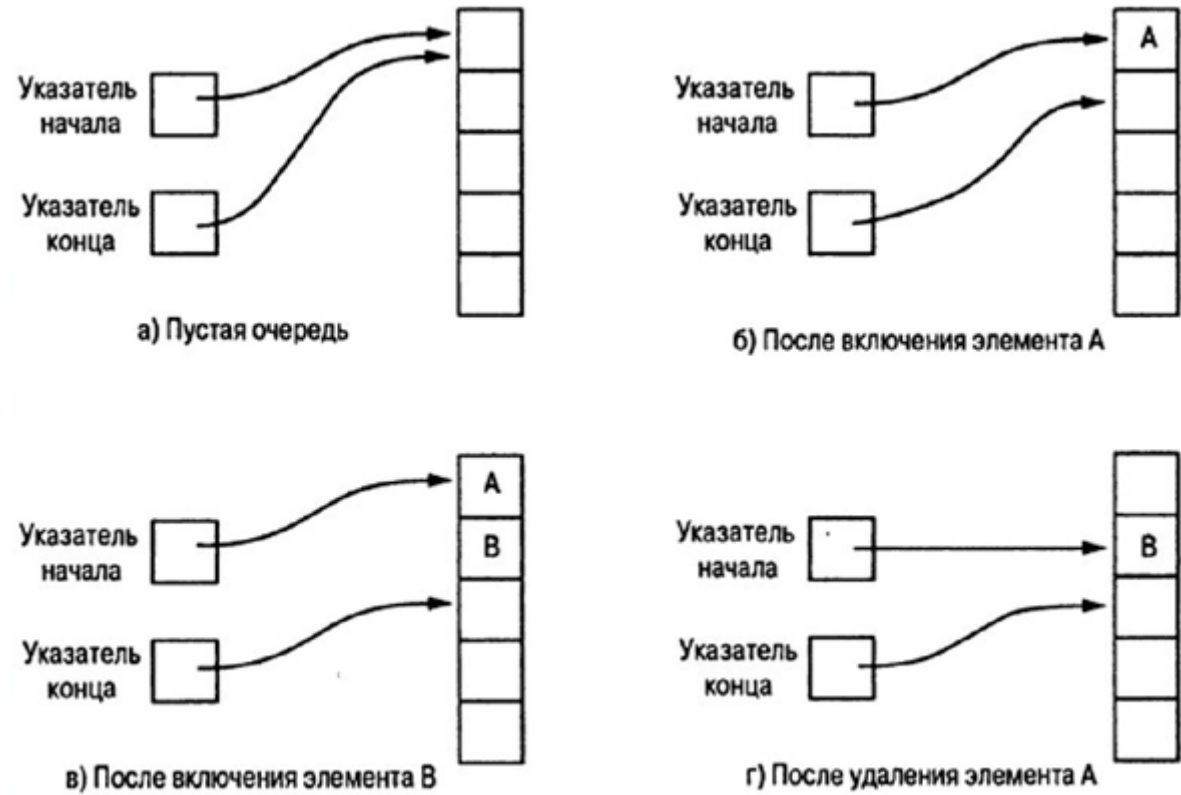 Указатель
начала
Указатель
конца
а) Пустая очередь
A
Указатель
начала
Указатель
конца
б) После включения элемента A
A
B
Указатель
начала
Указатель
конца
в) После включения элемента B
B
Указатель
начала
Указатель
конца
г) После удаления элемента A